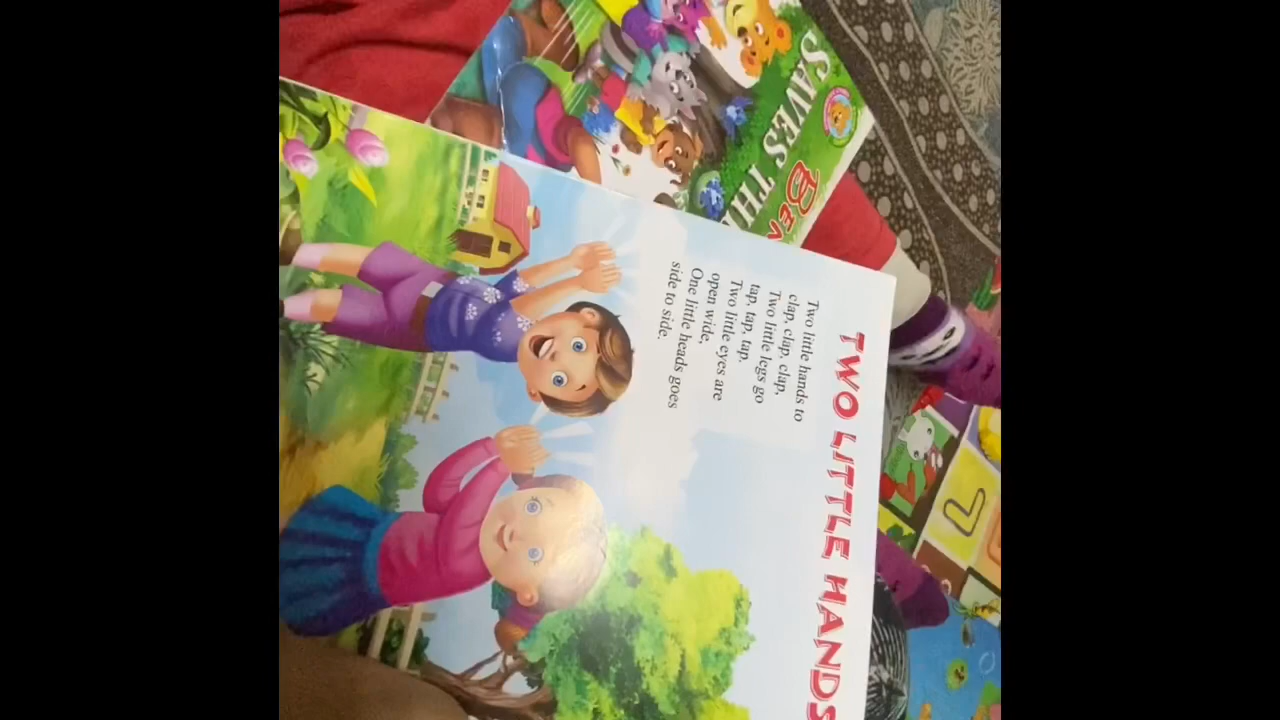 TWO LITTLE HANDS
Two little hands to
clap, clap, clap,
Two little legs go
tap, tap, tap.
Two little eyes are
open wide,
One little heads goes
side to side.
SAVES
L